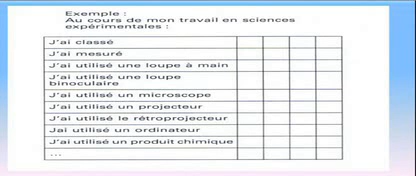 Exemple :
Au cours de mon travail en sciences
expérimentales :
J'ai classé
J'ai mesuré
J'ai utilisé une loupe à main
J'ai utilisé une loupe
binoculaire
J'ai utilisé un microscope
J'ai utilisé un projecteur
J'ai utilisé le rétroprojecteur
Jai utilisé un ordinateur
J'ai utilisé un produit chimique
...